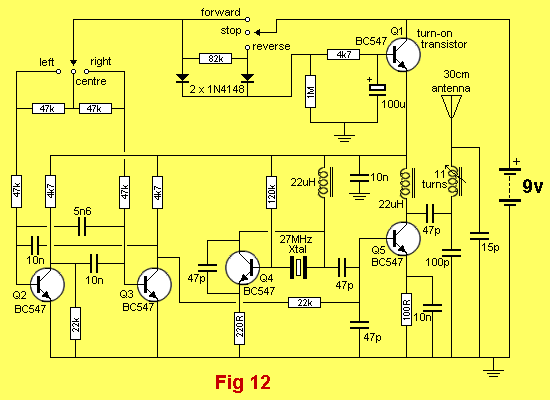 forward
stop
reverse
Q1
BC547
turn-on
transistor
left
right
centre
82k
4k7
30cm
antenna
2 x 1N4148
1M
+
100u
47k
47k
+
9v
47k
4k7
47k
4k7
120k
22uH
10n
22uH
11
turns
5n6
10n
10n
47p
27MHz
Xtal
47p
Q5
BC547
47p
100p
15p
Q4
BC547
Q2
BC547
Q3
BC547
22k
22k
220R
47p
100R
10n
Fig 12